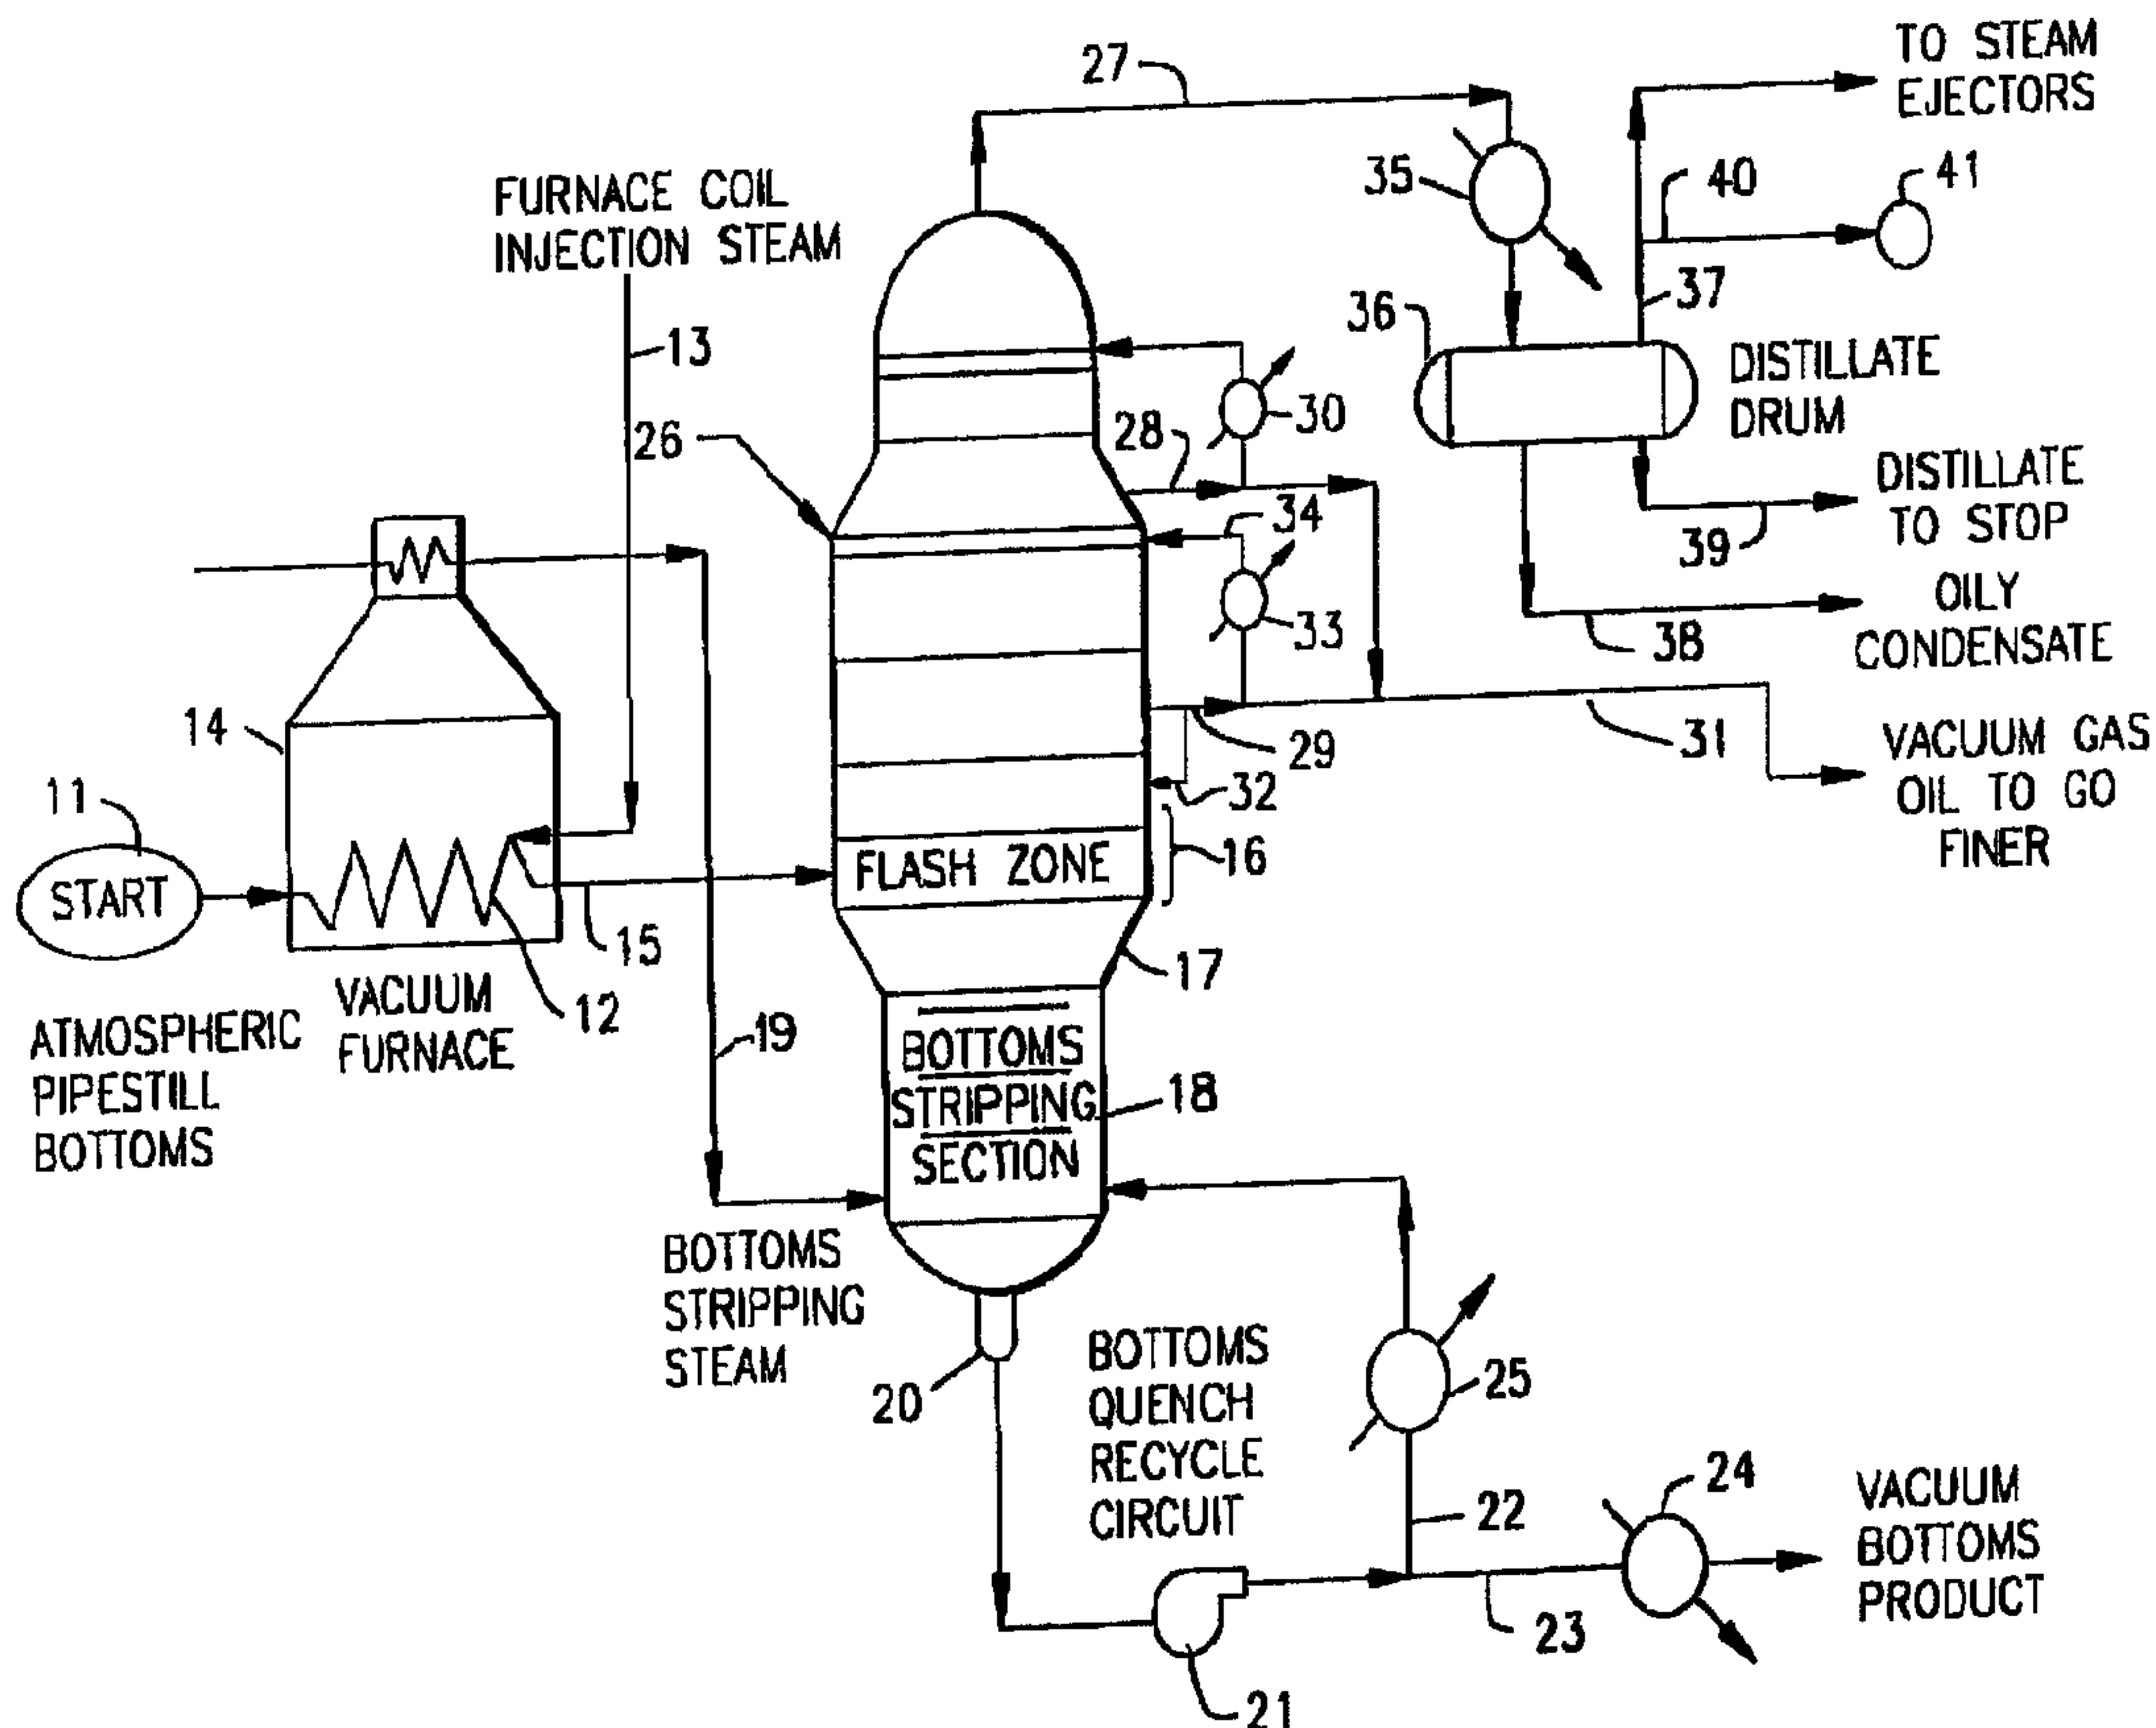 27
TO STEAM
EJECTORS
35
40
41
FURNACE COIL
INJECTION STEAM
37
36
13
DISTILLATE
DRUM
30
28
26
DISTILLATE
TO STOP
34
39
33
OILY
CONDENSATE
38
14
29
31
VACUUM GAS
OIL TO GO
FINER
32
11
START
FLASH ZONE
16
15
12
17
VACUUM
FURNACE
ATMOSPHERIC
PIPESTILL
BOTTOMS
19
BOTTOMS
STRIPPING
SECTION
18
BOTTOMS
STRIPPING
STEAM
20
BOTTOMS
QUENCH
RECYCLE
CIRCUIT
25
22
24
VACUUM
BOTTOMS
PRODUCT
23
21